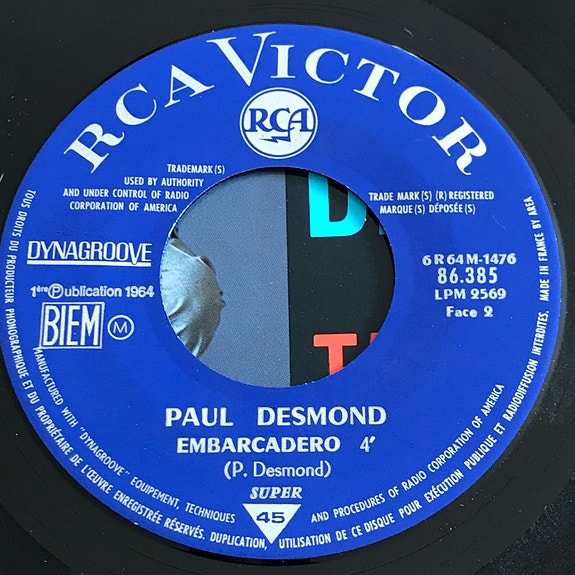 RCA VICTOR
RCA
TRADEMARK(S)
USED BY AUTHORITY
AND UNDER CONTROL OF RADIO
CORPORATION OF AMERICA
TRADE MARK(S) (R) REGISTERED
MARQUE(S) DÉPOSÉE(S)
DYNAGROOVE
1ère Ⓟublication 1964
BIEM Ⓜ
6 R 64 M-1476
86.385
LPM 2569
Face 2
PAUL DESMOND
EMBARCADERO 4'
(P. Desmond)
SUPER
45
MANUFACTURED WITH "DYNAGROOVE" EQUIPEMENT, TECHNIQUES AND PROCEDURES OF RADIO CORPORATION OF AMERICA
TOUS DROITS DU PRODUCTEUR PHONOGRAPHIQUE ET DU PROPRIÉTAIRE DE L'ŒUVRE ENREGISTRÉE RÉSERVÉS. DUPLICATION, UTILISATION DE CE DISQUE POUR EXÉCUTION PUBLIQUE ET RADIODIFFUSION INTERDITES. MADE IN FRANCE BY AREA